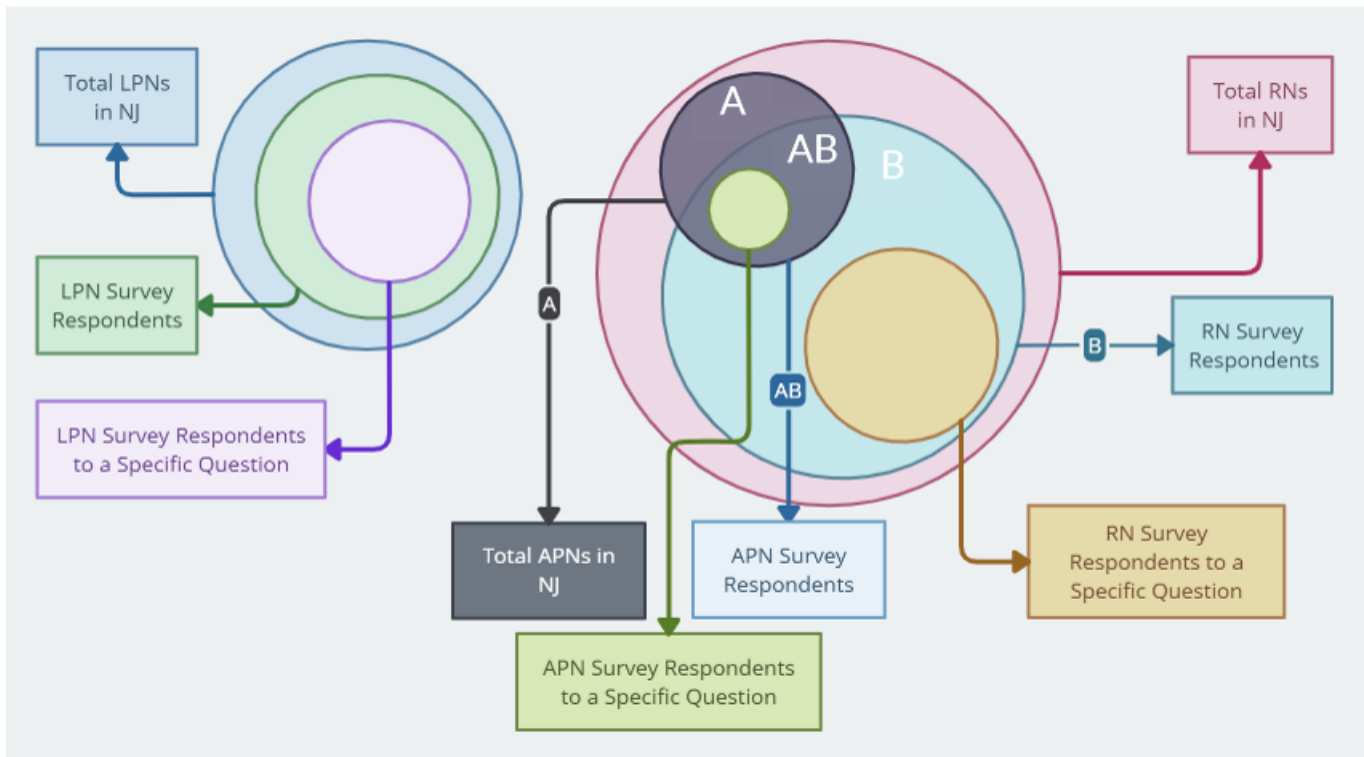 Total LPNs
in NJ
LPN Survey
Respondents
LPN Survey Respondents
to a Specific Question
A
AB
B
A
AB
B
Total RNs
in NJ
RN Survey
Respondents
Total APNs in
NJ
APN Survey
Respondents
RN Survey
Respondents to a
Specific Question
APN Survey Respondents
to a Specific Question